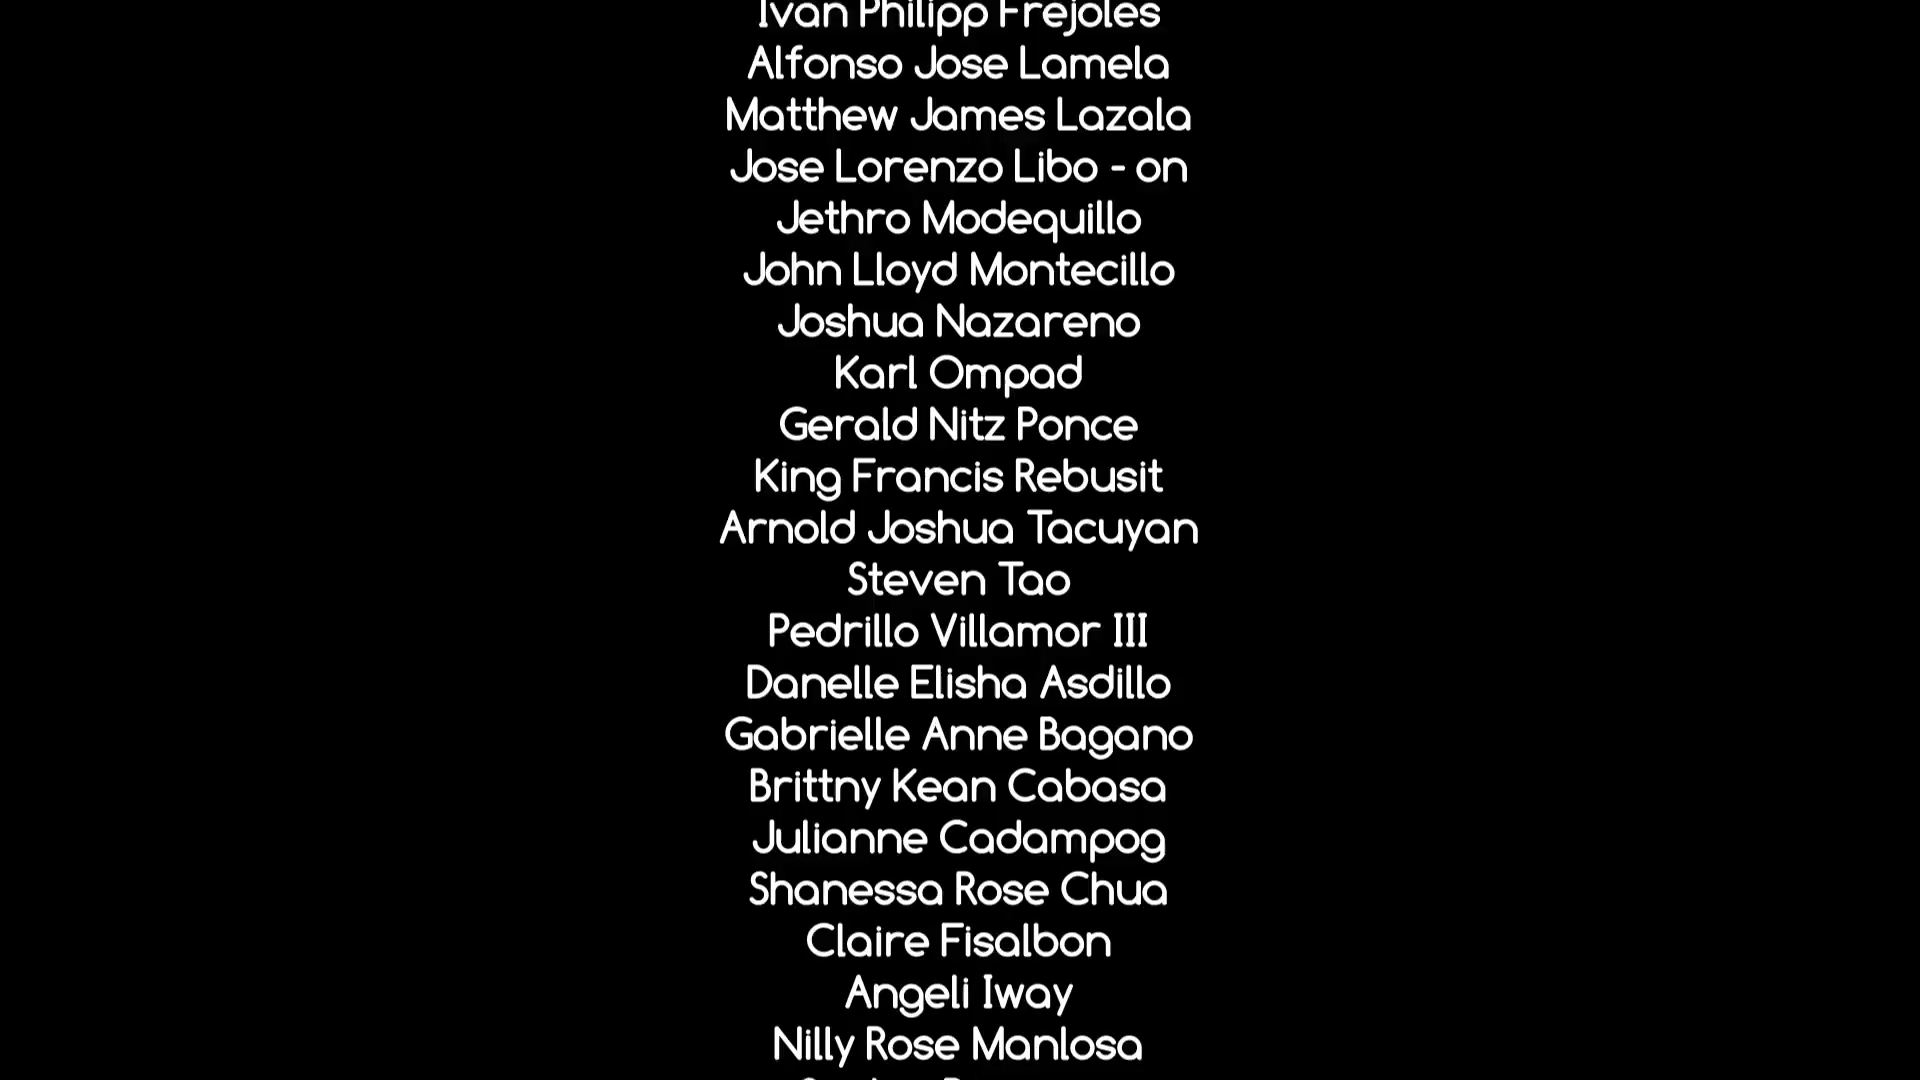 Ivan Philipp Frejoles
Alfonso Jose Lamela
Matthew James Lazala
Jose Lorenzo Libo - on
Jethro Modequillo
John Lloyd Montecillo
Joshua Nazareno
Karl Ompad
Gerald Nitz Ponce
King Francis Rebusit
Arnold Joshua Tacuyan
Steven Tao
Pedrillo Villamor III
Danelle Elisha Asdillo
Gabrielle Anne Bagano
Brittny Kean Cabasa
Julianne Cadampog
Shanessa Rose Chua
Claire Fisalbon
Angeli Iway
Nilly Rose Manlosa